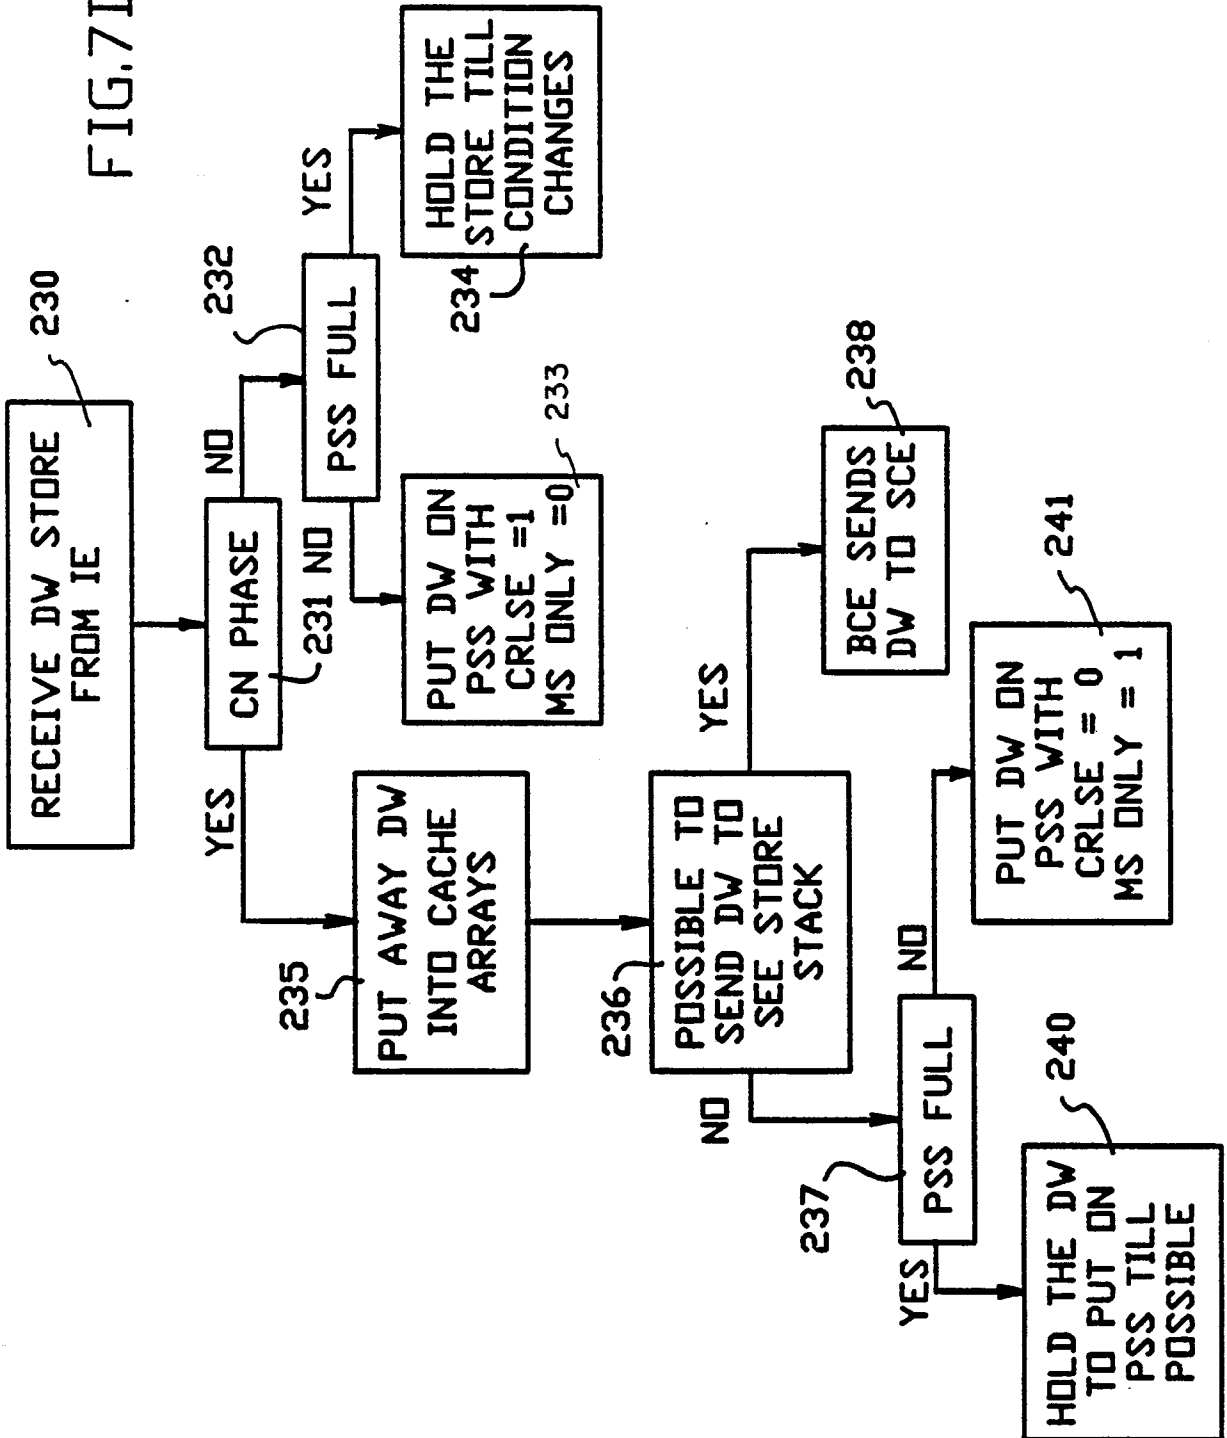 FIG.7
RECEIVE DW STORE
FROM IE
230
YES
CN PHASE
NO
231
232
PSS FULL
NO
YES
PUT DW ON
PSS WITH
CRLSE =1
MS ONLY =0
233
HOLD THE
STORE TILL
CONDITION
CHANGES
234
PUT AWAY DW
INTO CACHE
ARRAYS
235
POSSIBLE TO
SEND DW TO
SEE STORE
STACK
236
YES
NO
BCE SENDS
DW TO SCE
238
237
PSS FULL
YES
NO
HOLD THE DW
TO PUT ON
PSS TILL
POSSIBLE
240
PUT DW ON
PSS WITH
CRLSE = 0
MS ONLY = 1
241